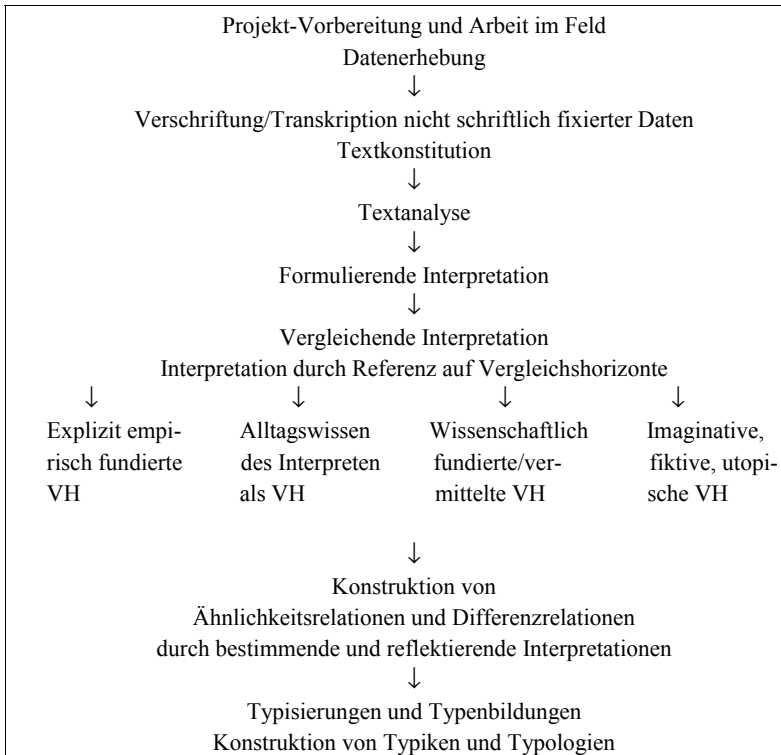 Projekt-Vorbereitung und Arbeit im Feld
Datenerhebung
↓
Verschriftung/Transkription nicht schriftlich fixierter Daten
Textkonstitution
↓
Textanalyse
↓
Formulierende Interpretation
↓
Vergleichende Interpretation
Interpretation durch Referenz auf Vergleichshorizonte
↓ ↓ ↓ ↓
Explizit empi-
risch fundierte
VH
Alltagswissen
des Interpreten
als VH
Wissenschaftlich
fundierte/ver-
mittelte VH
Imaginative,
fiktive, utopi-
sche VH
↓
Konstruktion von
Ähnlichkeitsrelationen und Differenzrelationen
durch bestimmende und reflektierende Interpretationen
↓
Typisierungen und Typenbildungen
Konstruktion von Typiken und Typologien